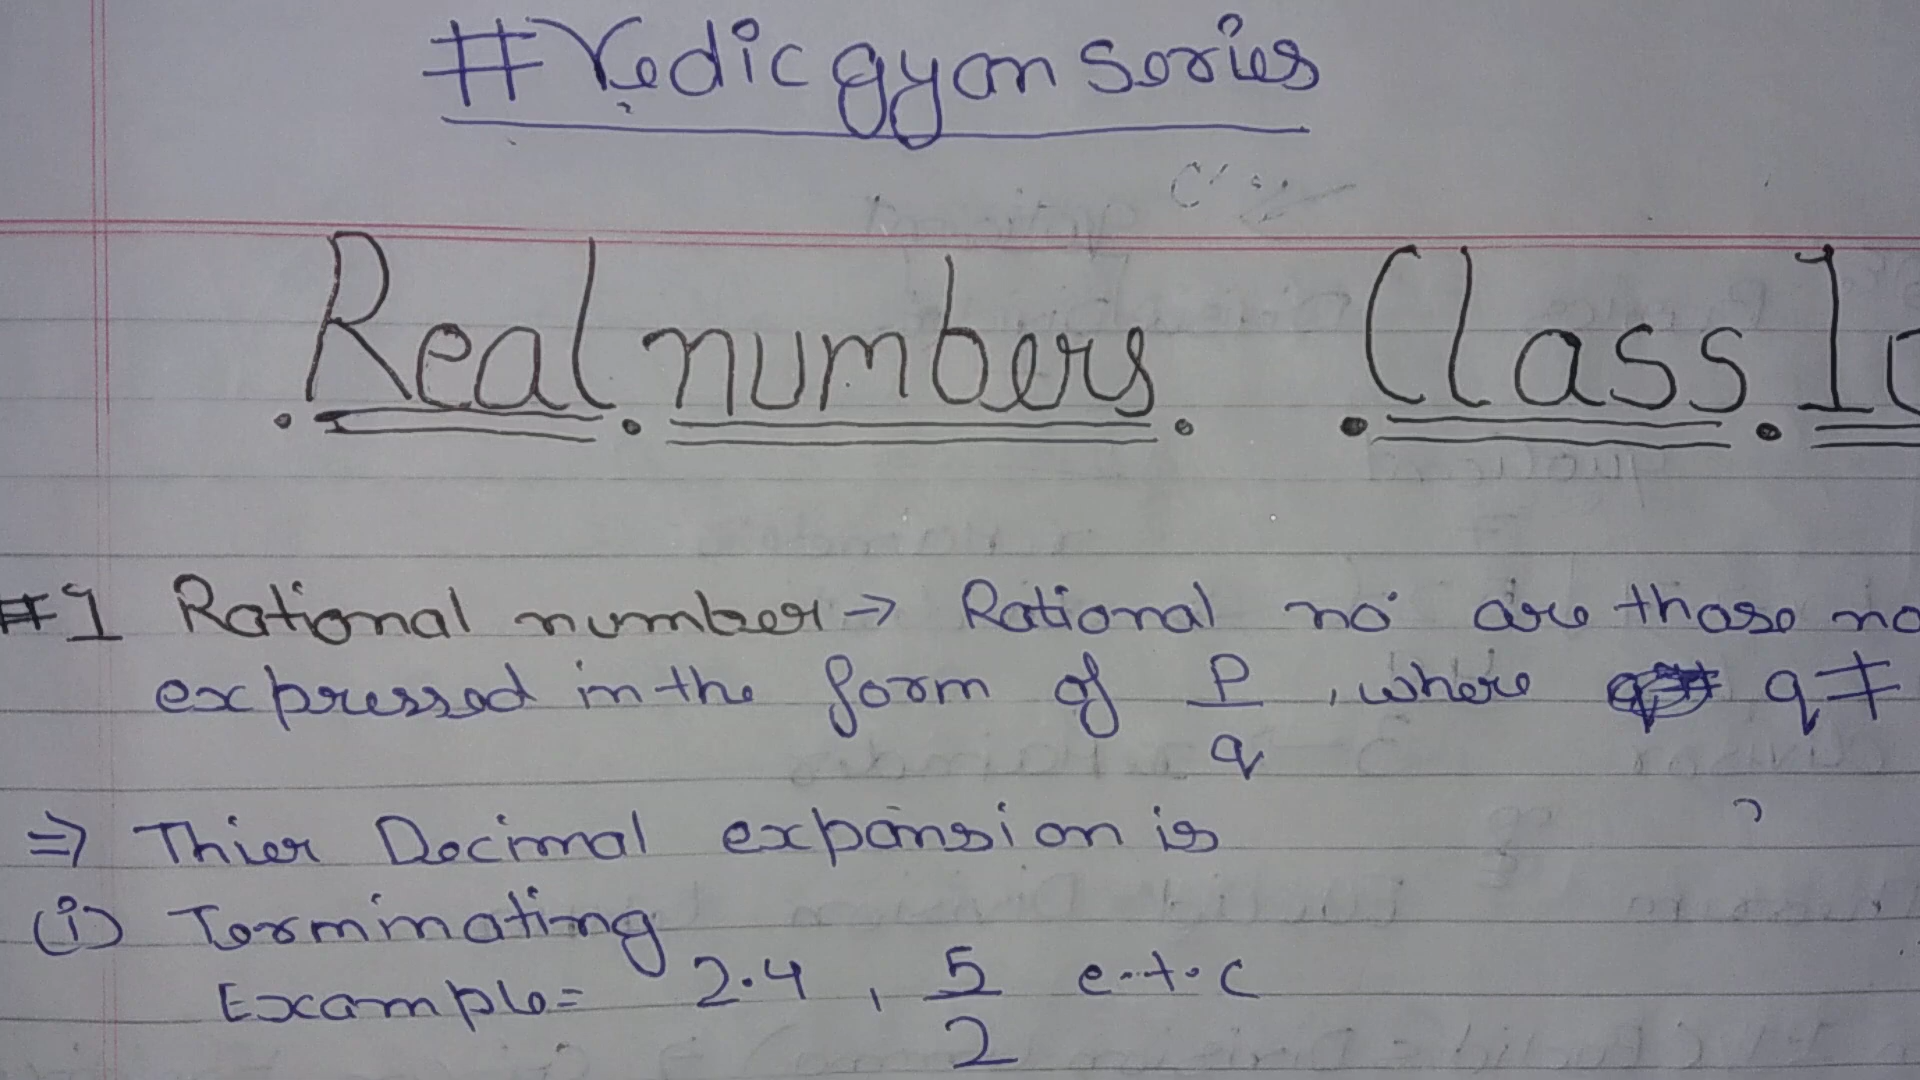 #Vedic gyan series
Real numbers Class 10
#1 Rational number → Rational no are those no
expressed in the form of p/q , where q ≠
⇒ Thier Decimal expansion is
(i) Terminating
Example = 2.4 , 5/2 e.t.c